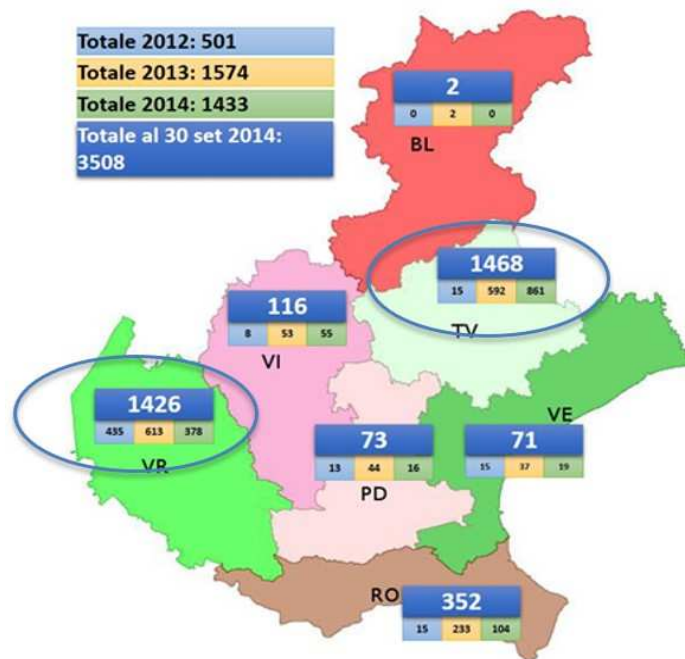 Totale 2012: 501
Totale 2013: 1574
Totale 2014: 1433
Totale al 30 set 2014:
3508
2
0 2 0
BL
1468
15 592 861
TV
116
8 53 55
VI
1426
435 613 378
VR
73
13 44 16
PD
VE
71
15 37 19
RO
352
15 233 104